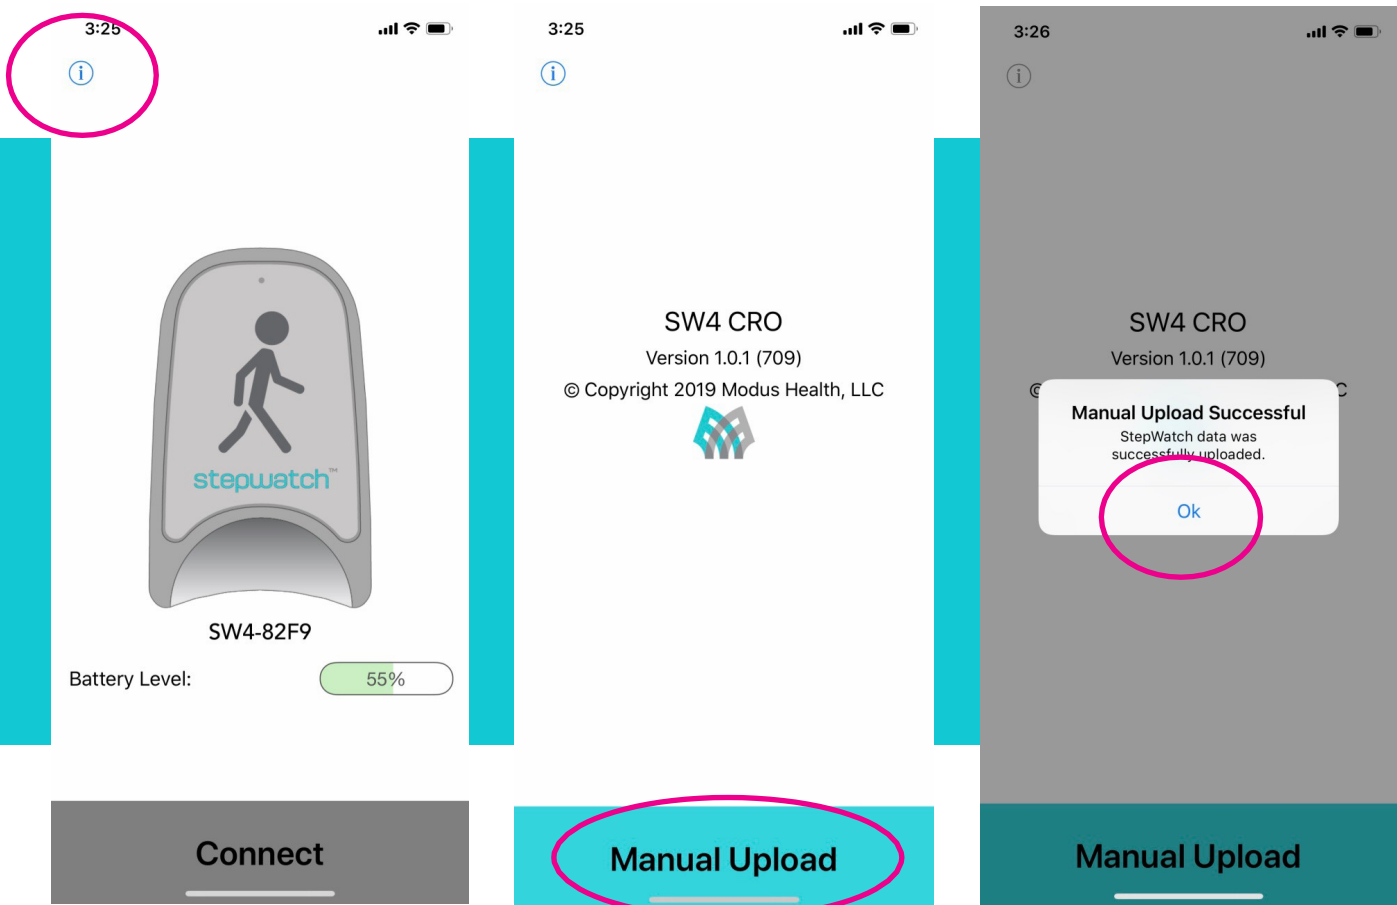 3:25
i
stepwatch™
SW4-82F9
Battery Level:
55%
Connect
3:25
i
SW4 CRO
Version 1.0.1 (709)
© Copyright 2019 Modus Health, LLC
Manual Upload
3:26
i
SW4 CRO
Version 1.0.1 (709)
© C
Manual Upload Successful
StepWatch data was
successfully uploaded.
Ok
Manual Upload